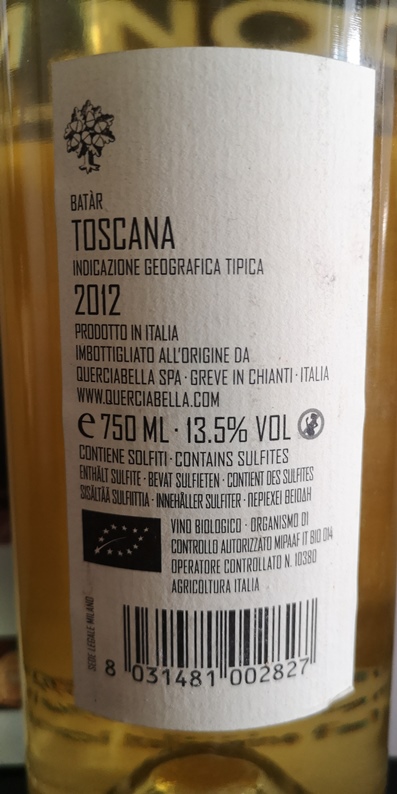 BATÀR
TOSCANA
INDICAZIONE GEOGRAFICA TIPICA
2012
PRODOTTO IN ITALIA
IMBOTTIGLIATO ALL'ORIGINE DA
QUERCIABELLA SPA · GREVE IN CHIANTI · ITALIA
WWW.QUERCIABELLA.COM
e 750 ML · 13.5% VOL
CONTIENE SOLFITI · CONTAINS SULFITES
ENTHÄLT SULFITE · BEVAT SULFIETEN · CONTIENT DES SULFITES
SISÄLTÄÄ SULFIITTIA · INNEHÅLLER SULFITER · ΠΕΡΙΕΧΕΙ ΘΕΙΩΔΗ
VINO BIOLOGICO · ORGANISMO DI
CONTROLLO AUTORIZZATO MIPAAF IT BIO 014
OPERATORE CONTROLLATO N. 10380
AGRICOLTURA ITALIA
SEDE LEGALE MILANO
8 031481 002827